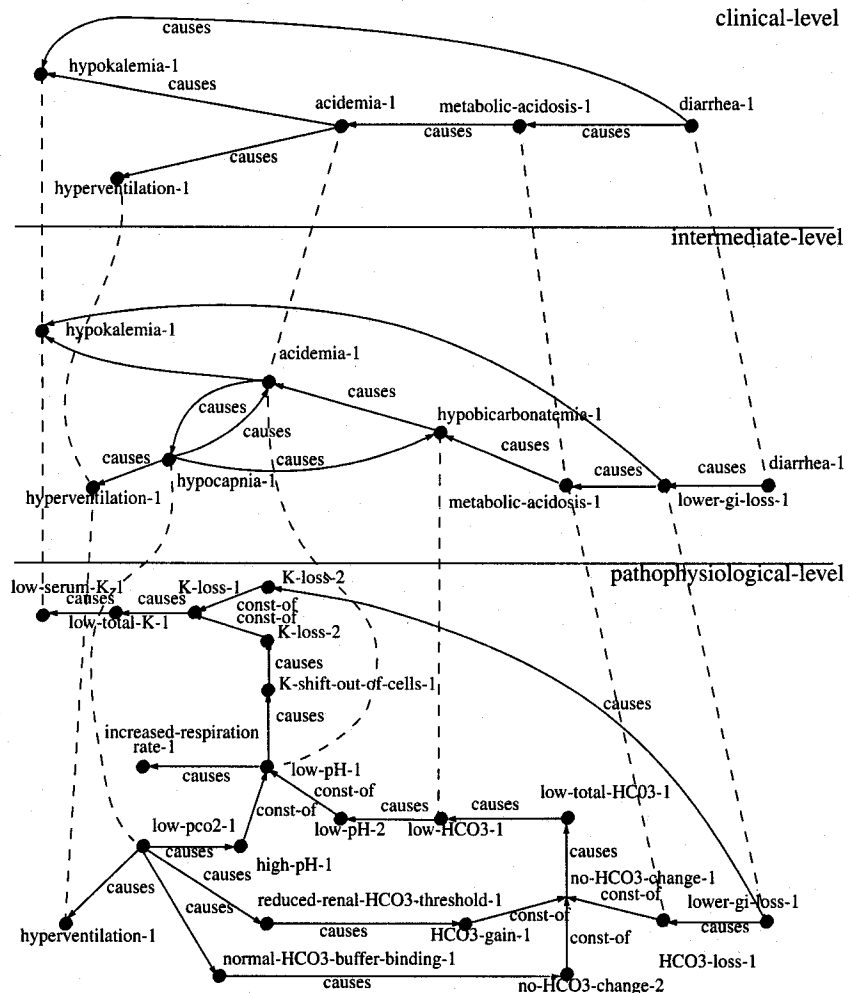 clinical-level
causes
hypokalemia-1
causes
acidemia-1
metabolic-acidosis-1
diarrhea-1
causes
causes
causes
hyperventilation-1
intermediate-level
hypokalemia-1
acidemia-1
causes
causes
hypobicarbonatemia-1
causes
causes
causes
causes
causes
causes
diarrhea-1
hypocapnia-1
hyperventilation-1
metabolic-acidosis-1
lower-gi-loss-1
pathophysiological-level
low-serum-K-1
K-loss-1
K-loss-2
causes
causes
const-of
const-of
low-total-K-1
K-loss-2
causes
K-shift-out-of-cells-1
causes
causes
increased-respiration
rate-1
low-pH-1
causes
const-of
low-total-HC03-1
causes
causes
const-of
low-pco2-1
low-pH-2
low-HCO3-1
causes
causes
high-pH-1
causes
no-HCO3-change-1
causes
causes
reduced-renal-HCO3-threshold-1
const-of
lower-gi-loss-1
const-of
causes
causes
hyperventilation-1
HCO3-gain-1
const-of
normal-HCO3-buffer-binding-1
HCO3-loss-1
causes
no-HCO3-change-2